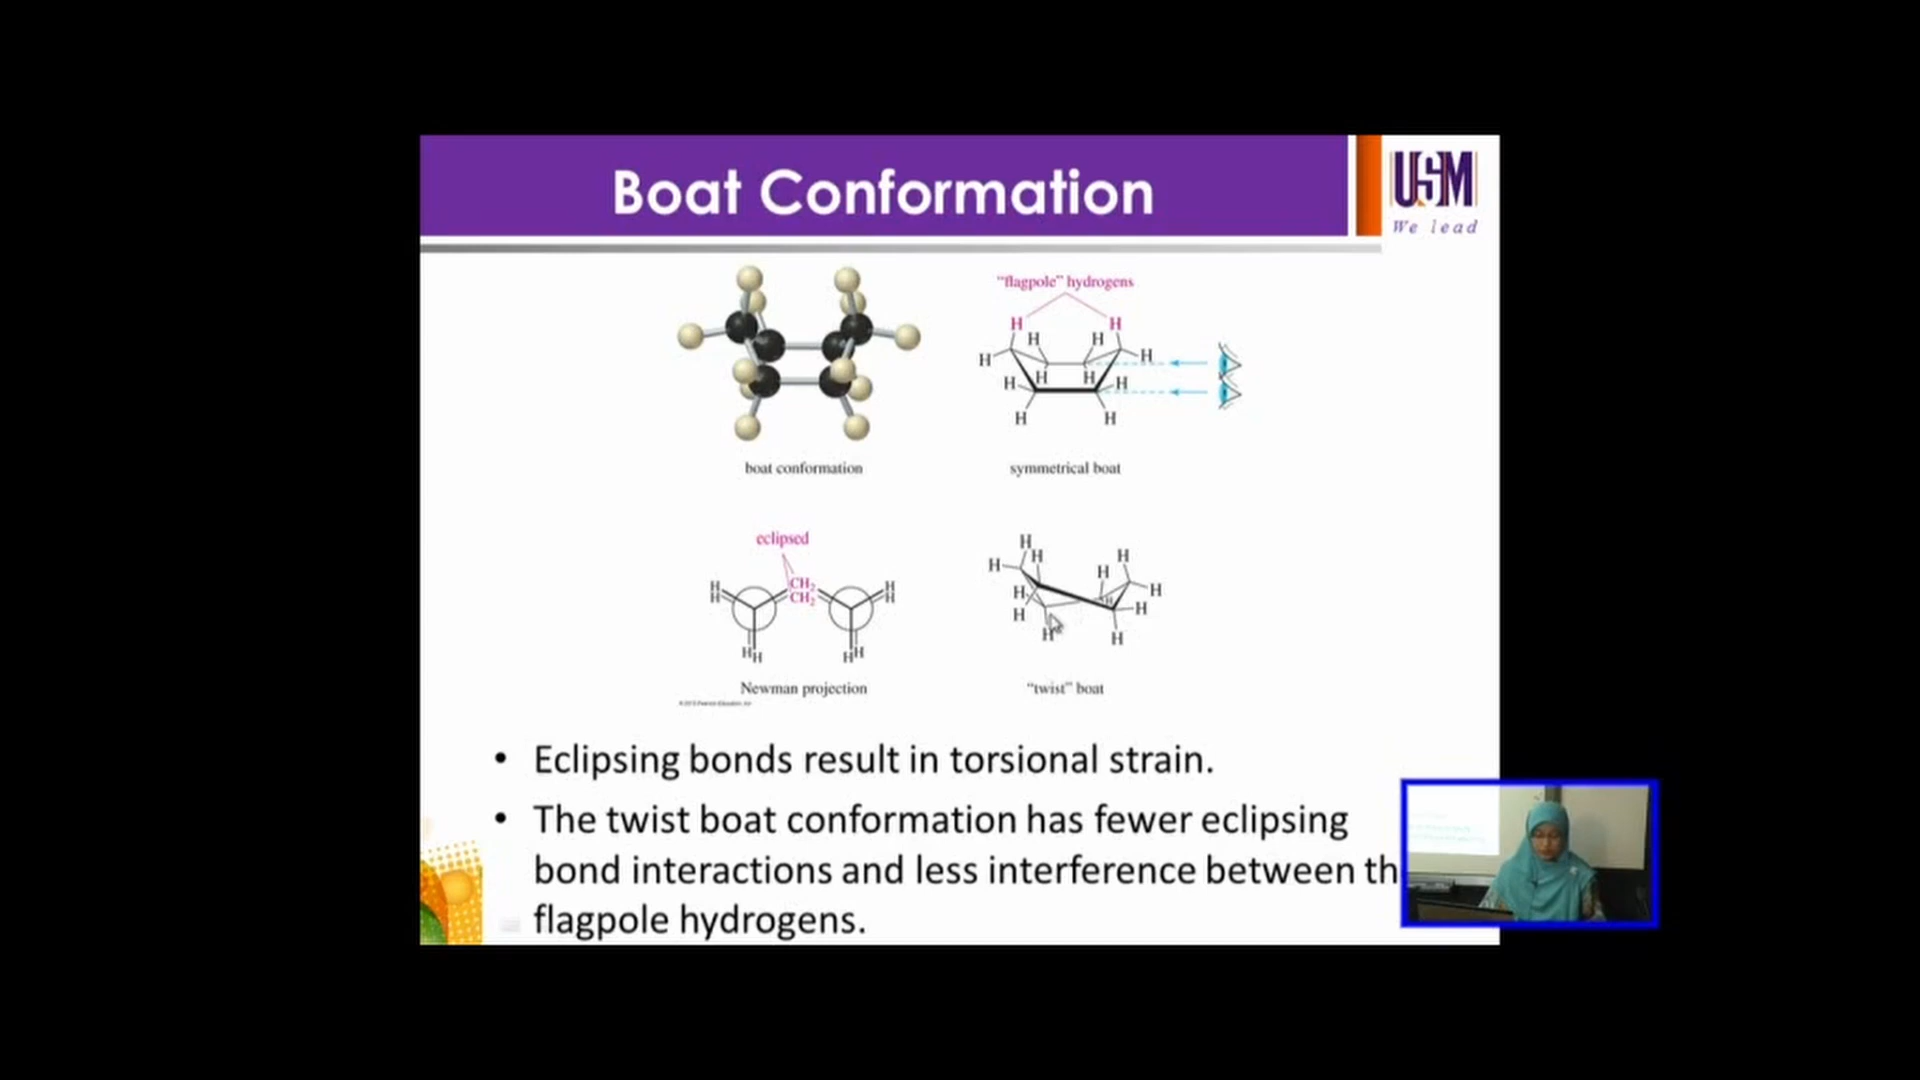 Boat Conformation
USM
We lead
"flagpole" hydrogens
H H
H H
H H
H H H H
H H
boat conformation
symmetrical boat
eclipsed
CH2
CH2
H H
H H
HH HH
Newman projection
H
H H H
H H
H H
H H
H H
"twist" boat
• Eclipsing bonds result in torsional strain.
• The twist boat conformation has fewer eclipsing
bond interactions and less interference between th
flagpole hydrogens.